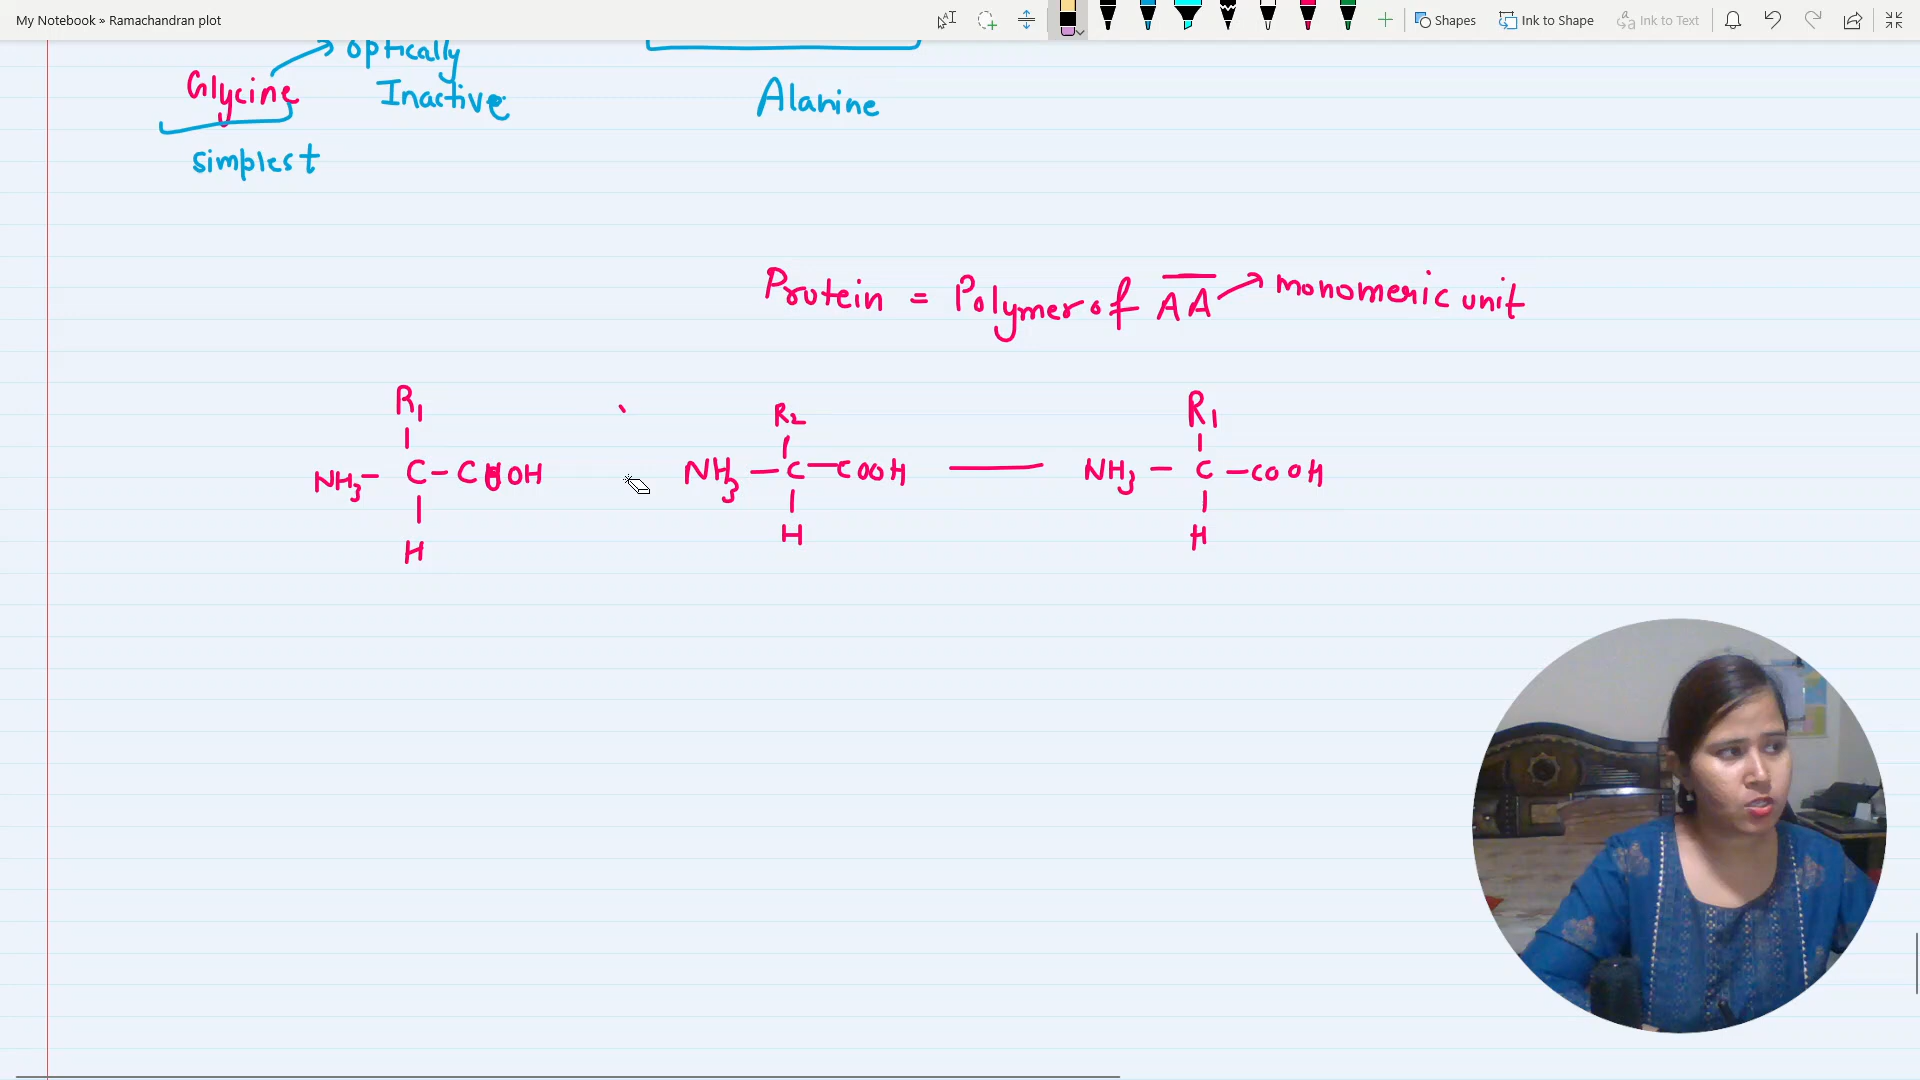 My Notebook » Ramachandran plot
Shapes
Ink to Shape
Ink to Text
optically
Glycine
Inactive
simplest
Alanine
Protein = Polymer of AA → monomeric unit
R1
R2
R1
NH3 – C – COOH
NH3 – C – COOH
NH3 – C – COOH
H
H
H